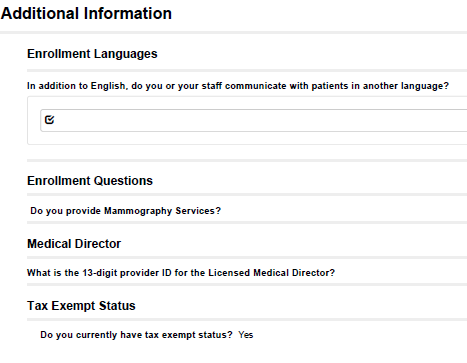 Additional Information
Enrollment Languages
In addition to English, do you or your staff communicate with patients in another language?
Enrollment Questions
Do you provide Mammography Services?
Medical Director
What is the 13-digit provider ID for the Licensed Medical Director?
Tax Exempt Status
Do you currently have tax exempt status? Yes